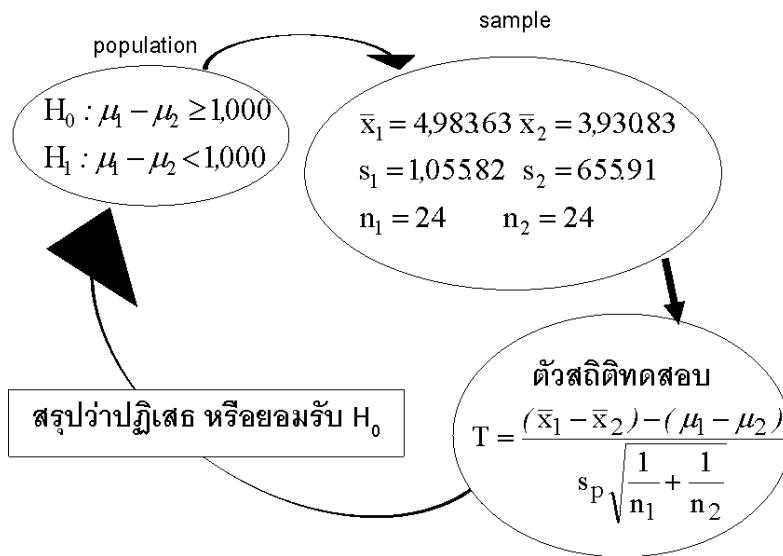 population
sample
H₀ : μ₁ − μ₂ ≥ 1,000
H₁ : μ₁ − μ₂ < 1,000
x̄₁ = 4,983.63 x̄₂ = 3,930.83
s₁ = 1,055.82 s₂ = 655.91
n₁ = 24 n₂ = 24
ตัวสถิติทดสอบ
T = ((x̄₁ − x̄₂) − (μ₁ − μ₂)) / (s_p √(1/n₁ + 1/n₂))
สรุปว่าปฏิเสธ หรือยอมรับ H₀